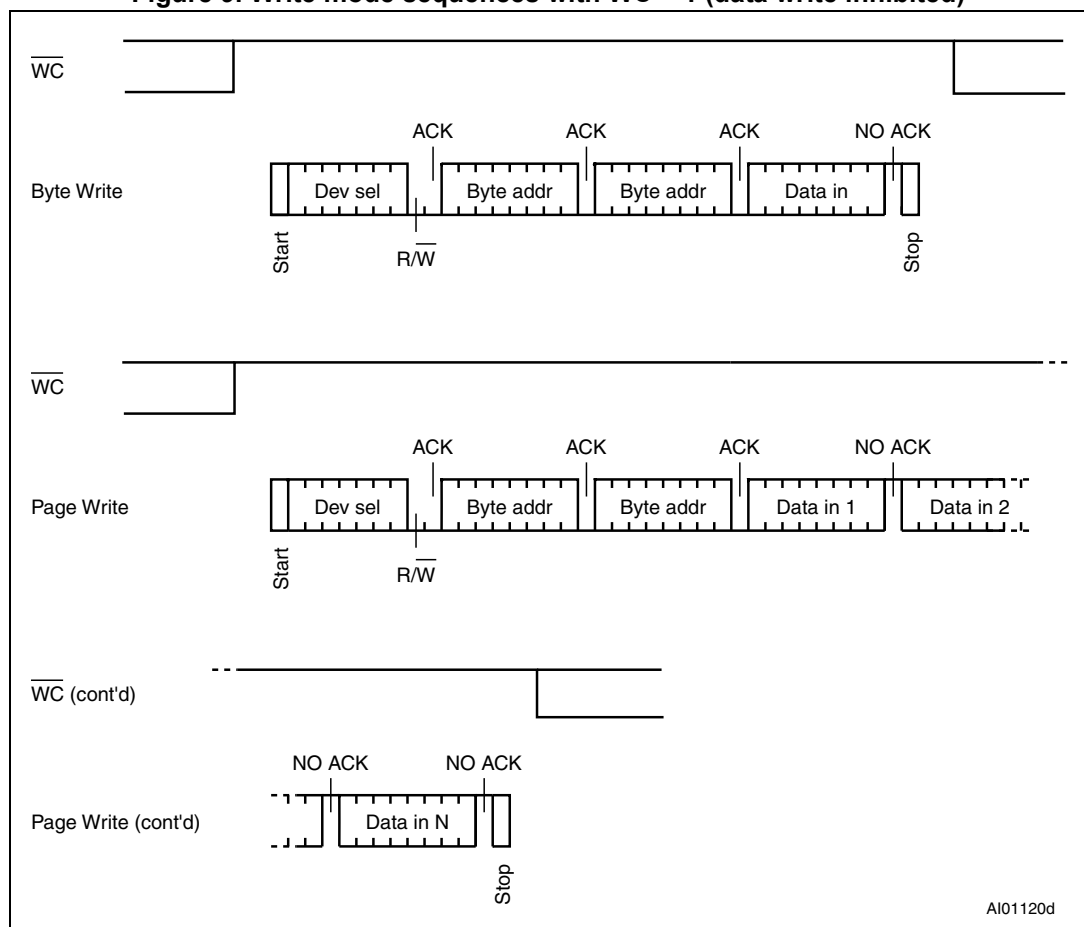 WC
ACK ACK ACK NO ACK
Byte Write Dev sel Byte addr Byte addr Data in
Start R/W Stop
WC
ACK ACK ACK NO ACK
Page Write Dev sel Byte addr Byte addr Data in 1 Data in 2
Start R/W
WC (cont'd)
NO ACK NO ACK
Page Write (cont'd) Data in N
Stop
AI01120d